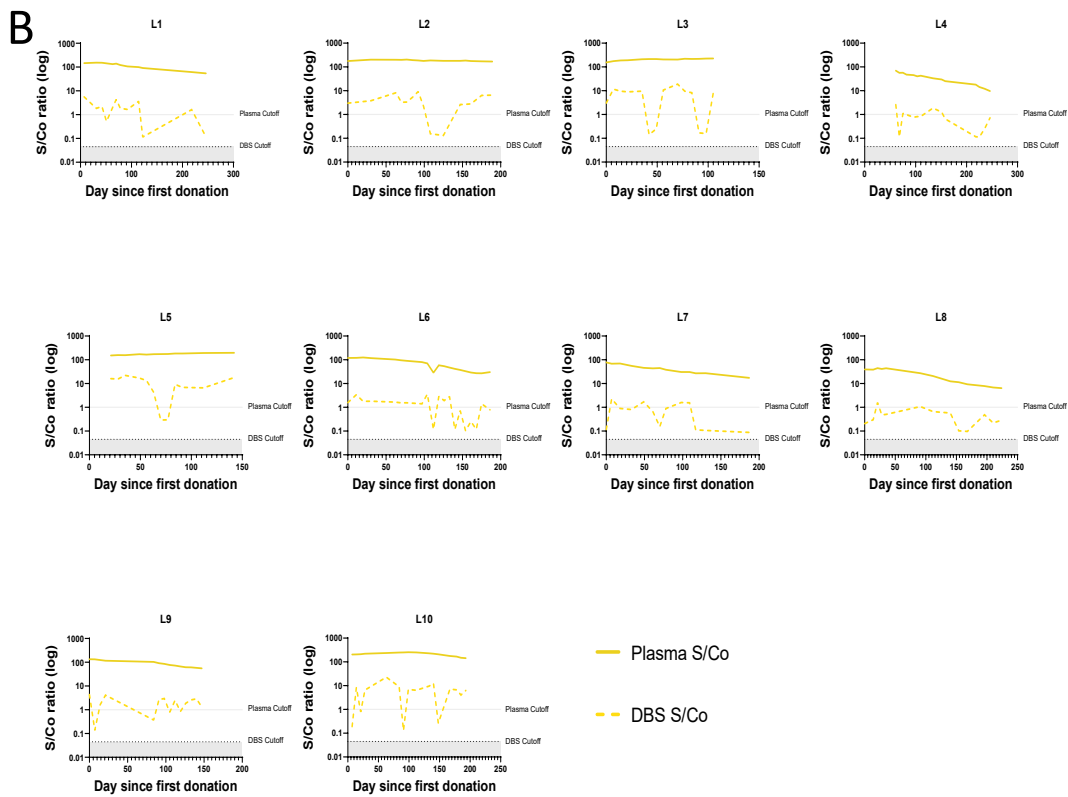 B
L1
S/Co ratio (log)
1000
100
10
1
0.1
0.01
0
100
200
300
Plasma Cutoff
DBS Cutoff
Day since first donation
L2
S/Co ratio (log)
1000
100
10
1
0.1
0.01
0
50
100
150
200
Plasma Cutoff
DBS Cutoff
Day since first donation
L3
S/Co ratio (log)
1000
100
10
1
0.1
0.01
0
50
100
150
Plasma Cutoff
DBS Cutoff
Day since first donation
L4
S/Co ratio (log)
1000
100
10
1
0.1
0.01
0
100
200
300
Plasma Cutoff
DBS Cutoff
Day since first donation
L5
S/Co ratio (log)
1000
100
10
1
0.1
0.01
0
50
100
150
Plasma Cutoff
DBS Cutoff
Day since first donation
L6
S/Co ratio (log)
1000
100
10
1
0.1
0.01
0
50
100
150
200
250
Plasma Cutoff
DBS Cutoff
Day since first donation
L7
S/Co ratio (log)
1000
100
10
1
0.1
0.01
0
50
100
150
200
Plasma Cutoff
DBS Cutoff
Day since first donation
L8
S/Co ratio (log)
1000
100
10
1
0.1
0.01
0
50
100
150
200
250
Plasma Cutoff
DBS Cutoff
Day since first donation
L9
S/Co ratio (log)
1000
100
10
1
0.1
0.01
0
50
100
150
200
Plasma Cutoff
DBS Cutoff
Day since first donation
L10
S/Co ratio (log)
1000
100
10
1
0.1
0.01
0
50
100
150
200
250
Plasma Cutoff
DBS Cutoff
Day since first donation
Plasma S/Co
DBS S/Co